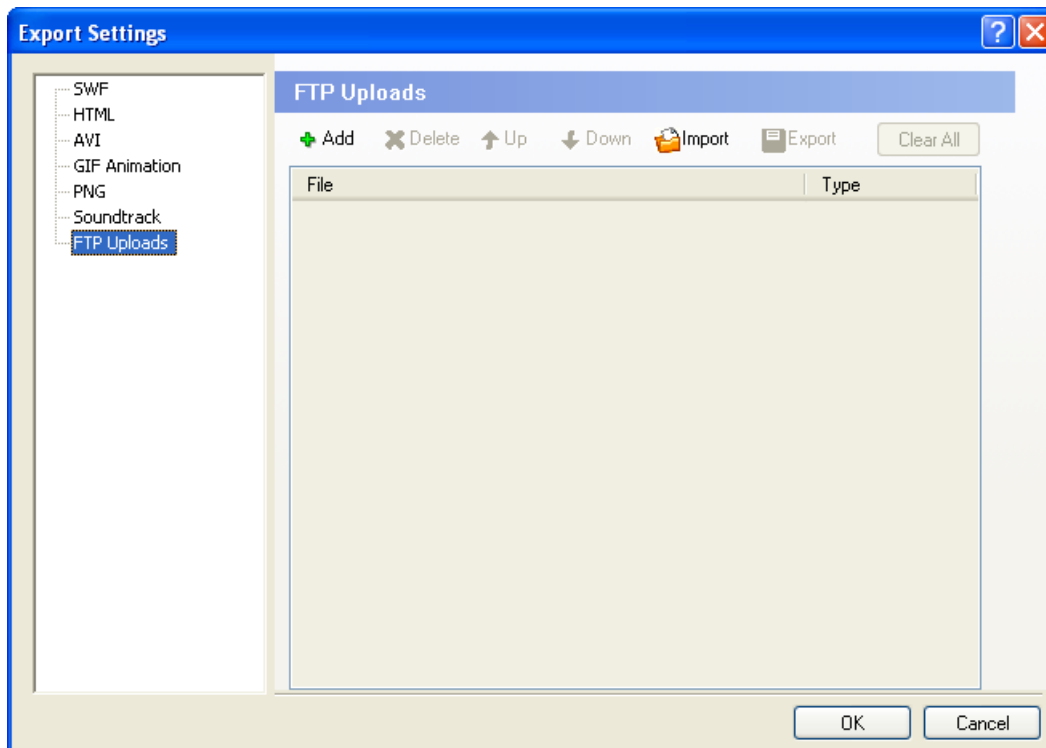 Export Settings
SWF
HTML
AVI
GIF Animation
PNG
Soundtrack
FTP Uploads
FTP Uploads
Add Delete Up Down Import Export Clear All
File Type
OK Cancel